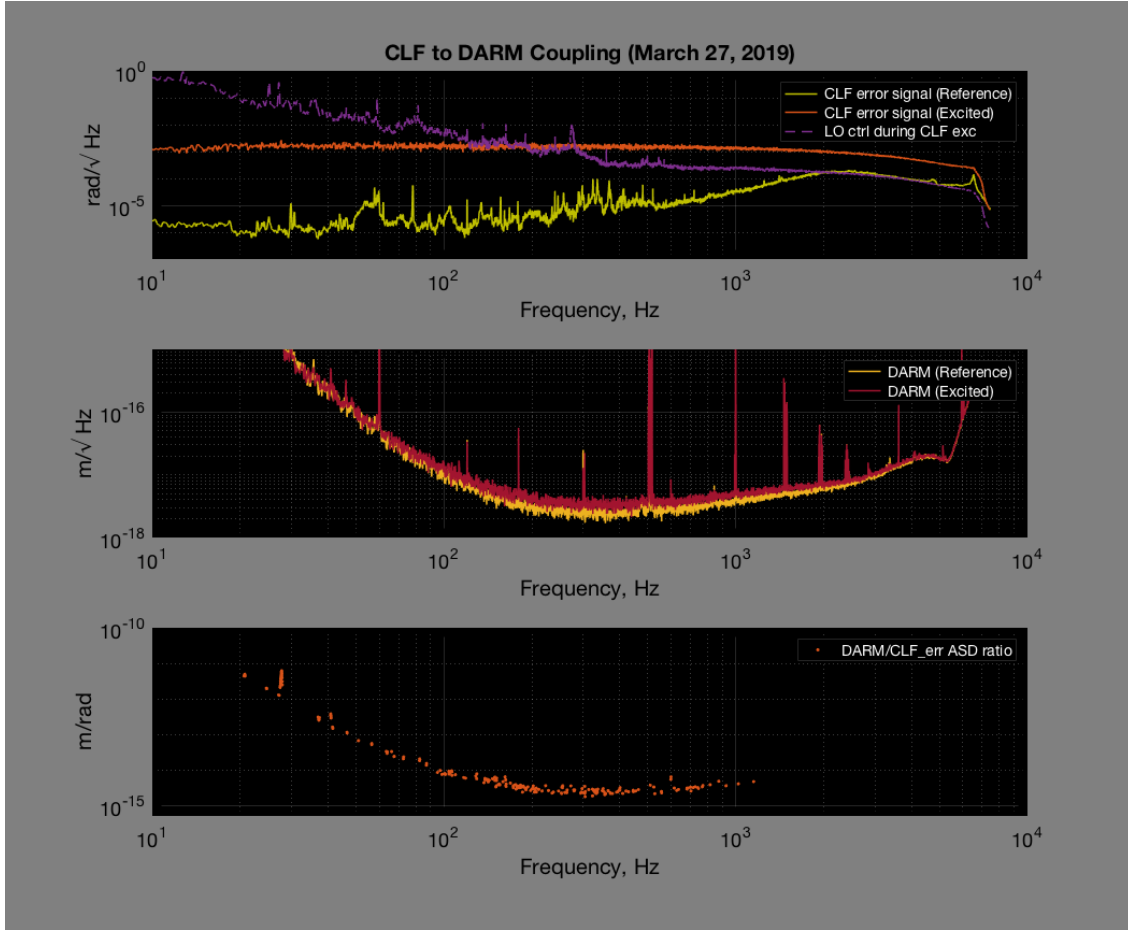 CLF to DARM Coupling (March 27, 2019)
10^0
10^-5
rad/√ Hz
CLF error signal (Reference)
CLF error signal (Excited)
LO ctrl during CLF exc
10^1 10^2 10^3 10^4
Frequency, Hz
10^-16
10^-18
m/√ Hz
DARM (Reference)
DARM (Excited)
10^1 10^2 10^3 10^4
Frequency, Hz
10^-10
10^-15
m/rad
DARM/CLF_err ASD ratio
10^1 10^2 10^3 10^4
Frequency, Hz